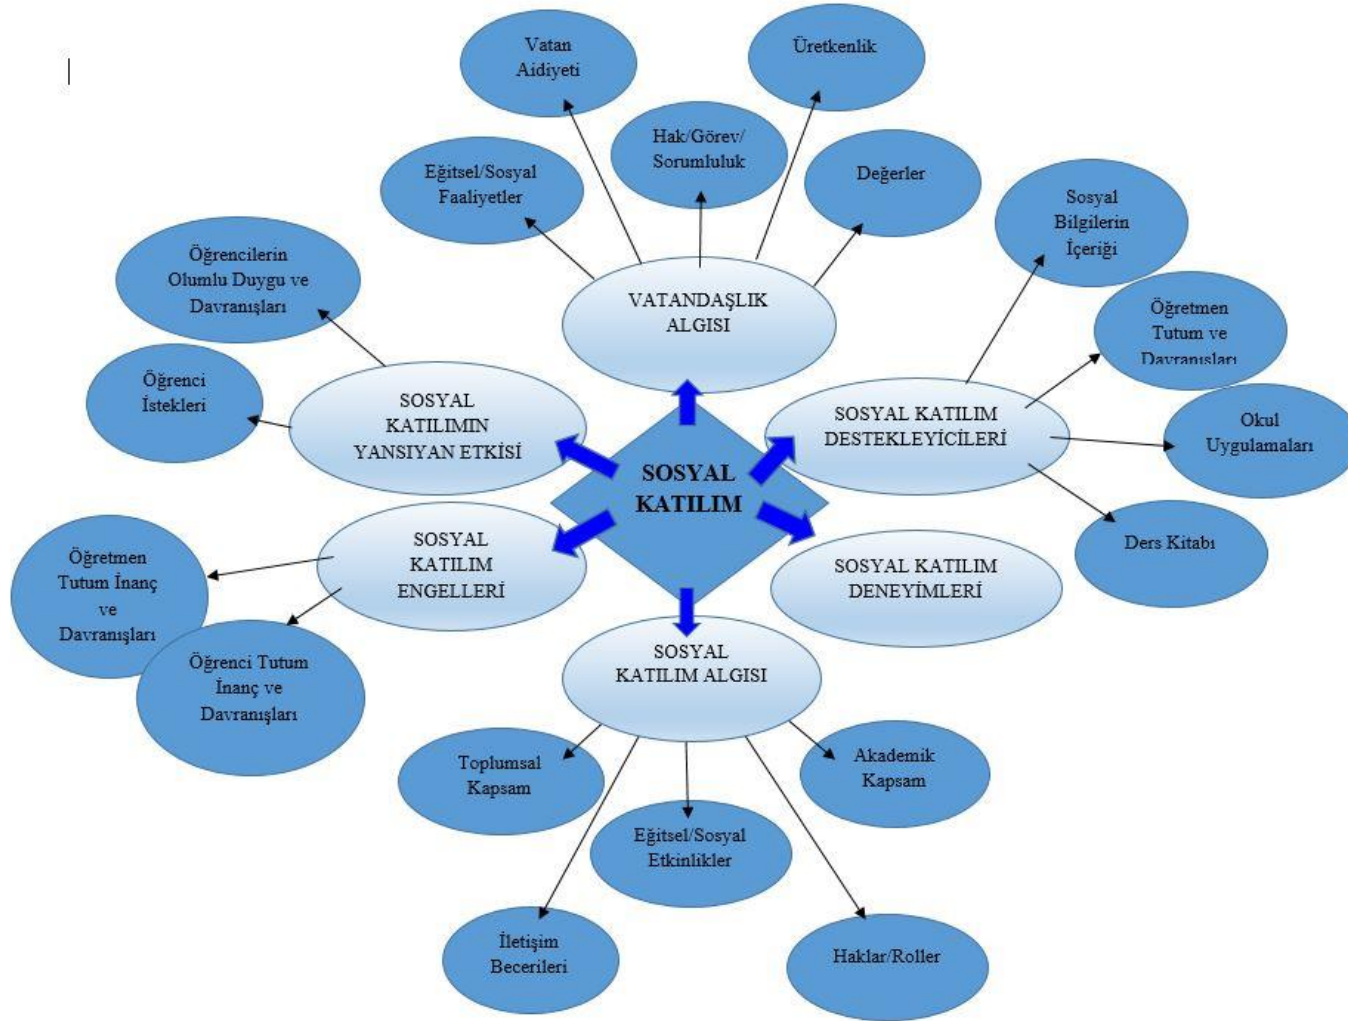 Vatan
Aidiyeti
Üretkenlik
Hak/Görev/
Sorumluluk
Eğitsel/Sosyal
Faaliyetler
Değerler
Sosyal
Bilgilerin
İçeriği
Öğrencilerin
Olumlu Duygu ve
Davranışları
VATANDAŞLIK
ALGISI
Öğretmen
Tutum ve
Davranışları
Öğrenci
İstekleri
SOSYAL
KATILIMIN
YANSIYAN ETKİSİ
SOSYAL KATILIM
DESTEKLEYİCİLERİ
Okul
Uygulamaları
SOSYAL
KATILIM
Ders Kitabı
Öğretmen
Tutum İnanç
ve
Davranışları
SOSYAL
KATILIM
ENGELLERİ
SOSYAL KATILIM
DENEYİMLERİ
Öğrenci Tutum
İnanç ve
Davranışları
SOSYAL
KATILIM ALGISI
Toplumsal
Kapsam
Akademik
Kapsam
Eğitsel/Sosyal
Etkinlikler
İletişim
Becerileri
Haklar/Roller